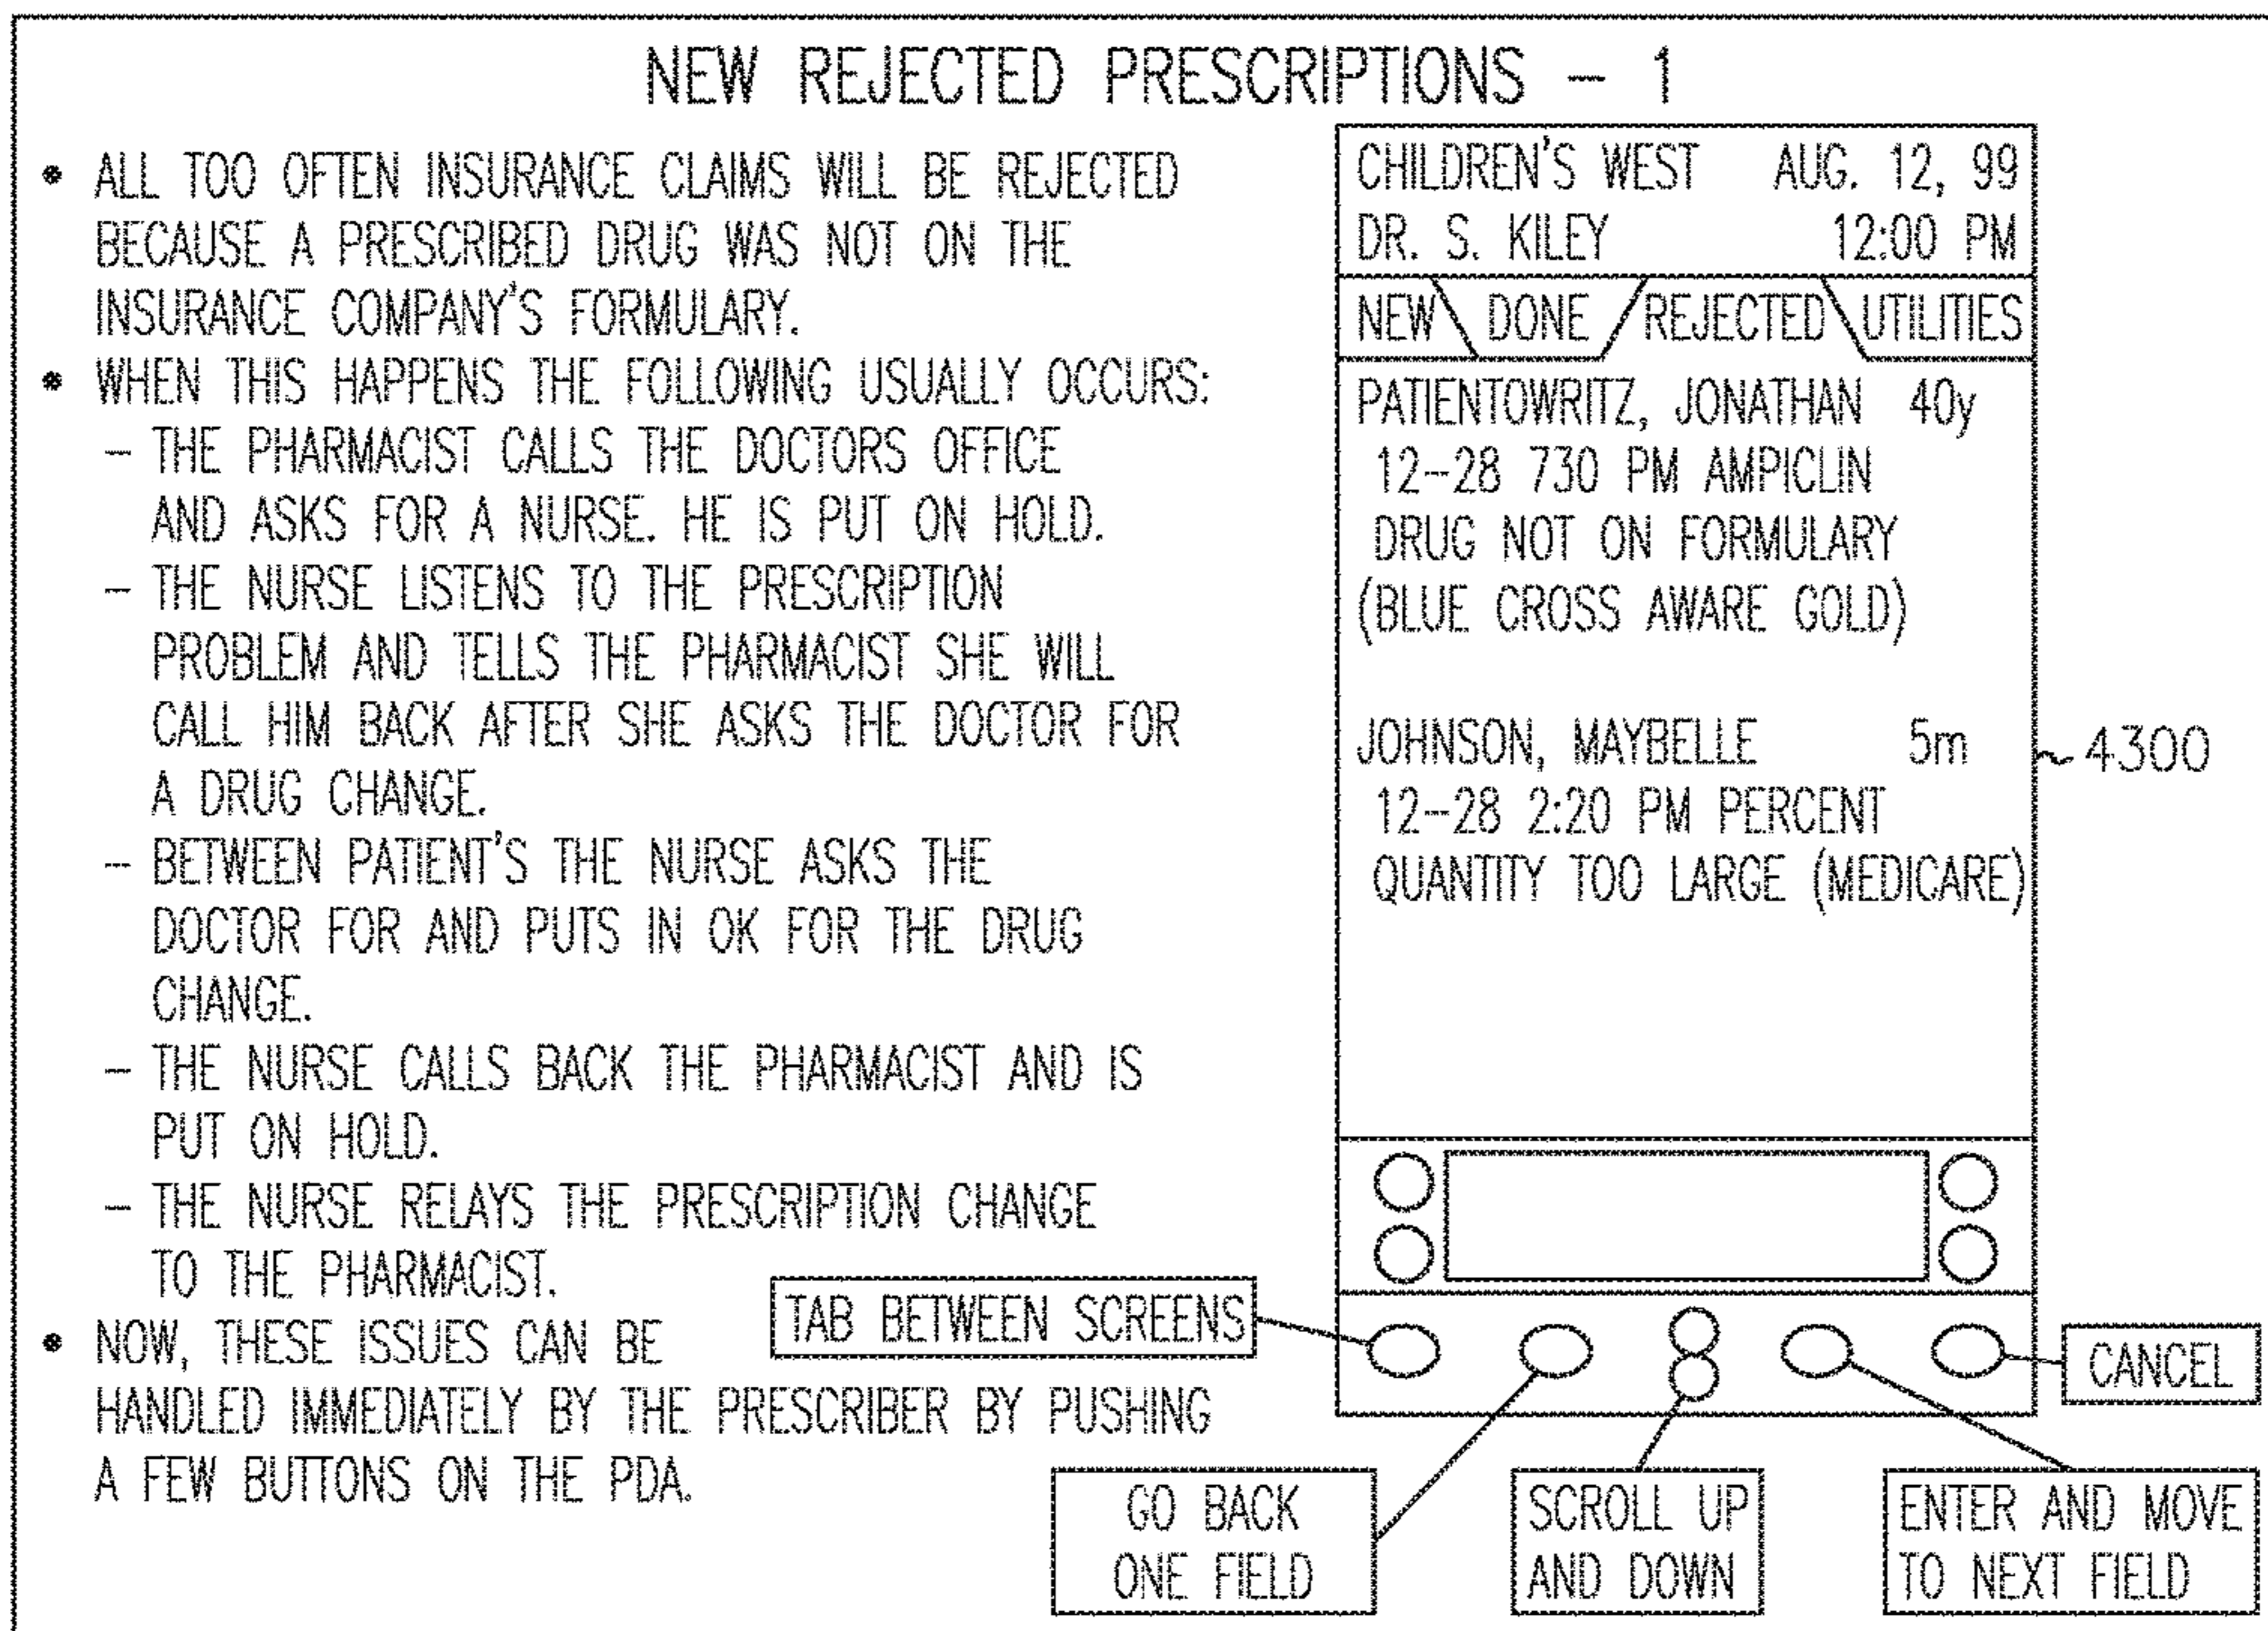 NEW REJECTED PRESCRIPTIONS – 1
• ALL TOO OFTEN INSURANCE CLAIMS WILL BE REJECTED
BECAUSE A PRESCRIBED DRUG WAS NOT ON THE
INSURANCE COMPANY'S FORMULARY.
• WHEN THIS HAPPENS THE FOLLOWING USUALLY OCCURS:
– THE PHARMACIST CALLS THE DOCTORS OFFICE
AND ASKS FOR A NURSE. HE IS PUT ON HOLD.
– THE NURSE LISTENS TO THE PRESCRIPTION
PROBLEM AND TELLS THE PHARMACIST SHE WILL
CALL HIM BACK AFTER SHE ASKS THE DOCTOR FOR
A DRUG CHANGE.
– BETWEEN PATIENT'S THE NURSE ASKS THE
DOCTOR FOR AND PUTS IN OK FOR THE DRUG
CHANGE.
– THE NURSE CALLS BACK THE PHARMACIST AND IS
PUT ON HOLD.
– THE NURSE RELAYS THE PRESCRIPTION CHANGE
TO THE PHARMACIST.
• NOW, THESE ISSUES CAN BE
HANDLED IMMEDIATELY BY THE PRESCRIBER BY PUSHING
A FEW BUTTONS ON THE PDA.
CHILDREN'S WEST AUG. 12, 99
DR. S. KILEY 12:00 PM
NEW DONE REJECTED UTILITIES
PATIENTOWRITZ, JONATHAN 40y
12–28 730 PM AMPICLIN
DRUG NOT ON FORMULARY
(BLUE CROSS AWARE GOLD)
JOHNSON, MAYBELLE 5m
12–28 2:20 PM PERCENT
QUANTITY TOO LARGE (MEDICARE)
4300
TAB BETWEEN SCREENS
CANCEL
GO BACK
ONE FIELD
SCROLL UP
AND DOWN
ENTER AND MOVE
TO NEXT FIELD